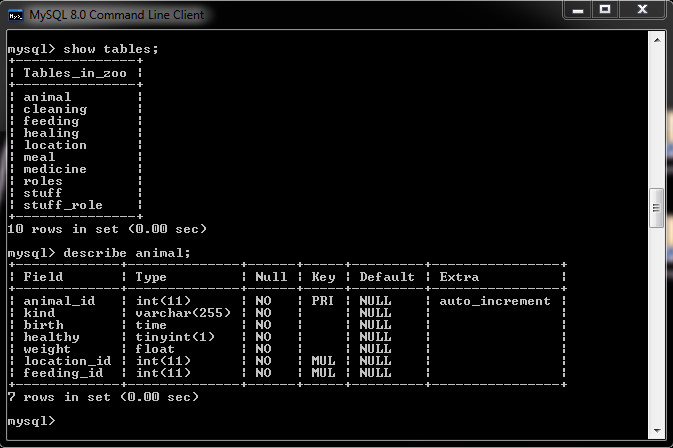 MySQL 8.0 Command Line Client
mysql> show tables;
+---------------+
| Tables_in_zoo |
+---------------+
| animal        |
| cleaning      |
| feeding       |
| healing       |
| location      |
| meal          |
| medicine      |
| roles         |
| stuff         |
| stuff_role    |
+---------------+
10 rows in set (0.00 sec)
mysql> describe animal;
+-------------+--------------+------+-----+---------+----------------+
| Field       | Type         | Null | Key | Default | Extra          |
+-------------+--------------+------+-----+---------+----------------+
| animal_id   | int(11)      | NO   | PRI | NULL    | auto_increment |
| kind        | varchar(255) | NO   |     | NULL    |                |
| birth       | time         | NO   |     | NULL    |                |
| healthy     | tinyint(1)   | NO   |     | NULL    |                |
| weight      | float        | NO   |     | NULL    |                |
| location_id | int(11)      | NO   | MUL | NULL    |                |
| feeding_id  | int(11)      | NO   | MUL | NULL    |                |
+-------------+--------------+------+-----+---------+----------------+
7 rows in set (0.00 sec)
mysql>